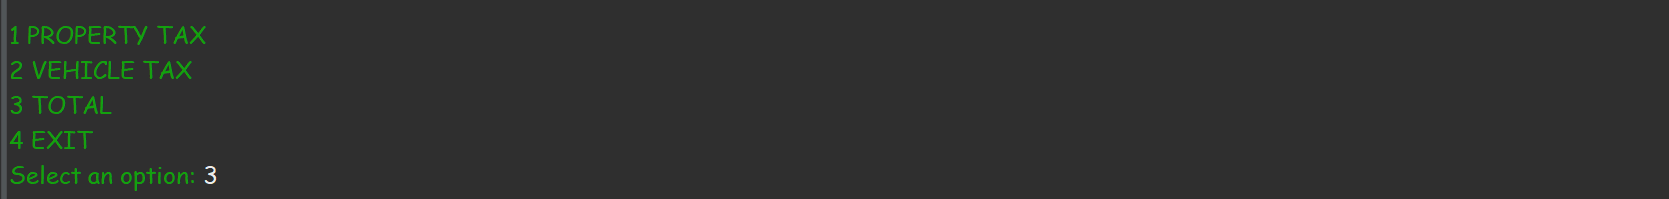 1 PROPERTY TAX
2 VEHICLE TAX
3 TOTAL
4 EXIT
Select an option: 3